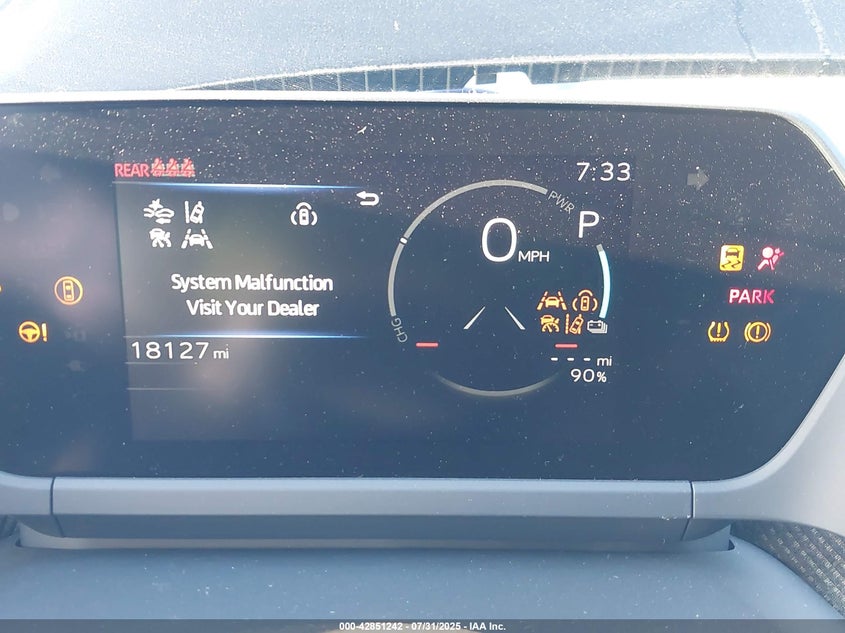 REAR
7:33
PWR
P
0 MPH
System Malfunction
Visit Your Dealer
PARK
CHG
18127 mi
- - - mi
90%
000-42851242 - 07/31/2025 - IAA Inc.